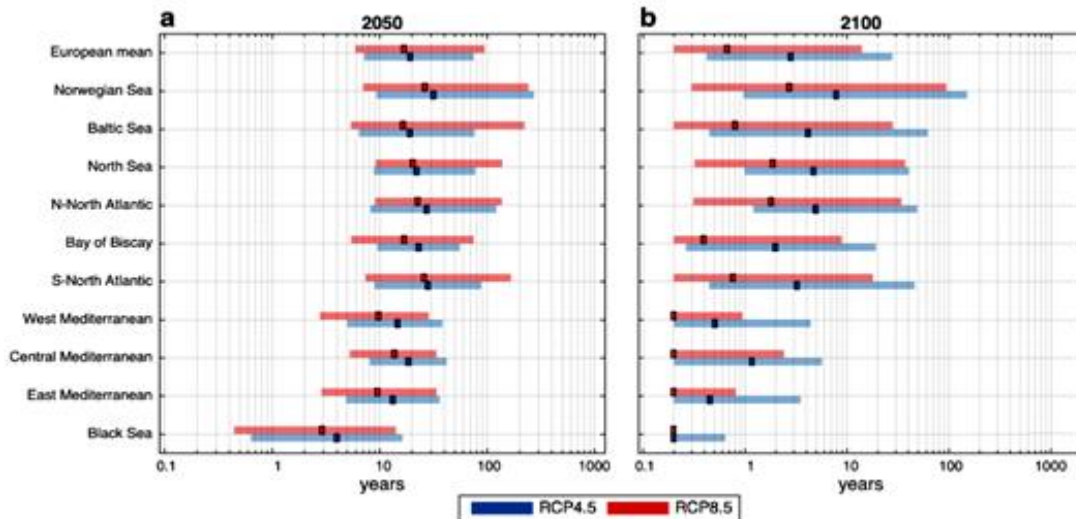 a 2050
b 2100
European mean
Norwegian Sea
Baltic Sea
North Sea
N-North Atlantic
Bay of Biscay
S-North Atlantic
West Mediterranean
Central Mediterranean
East Mediterranean
Black Sea
0.1 1 10 100 1000
0.1 1 10 100 1000
years
years
RCP4.5 RCP8.5